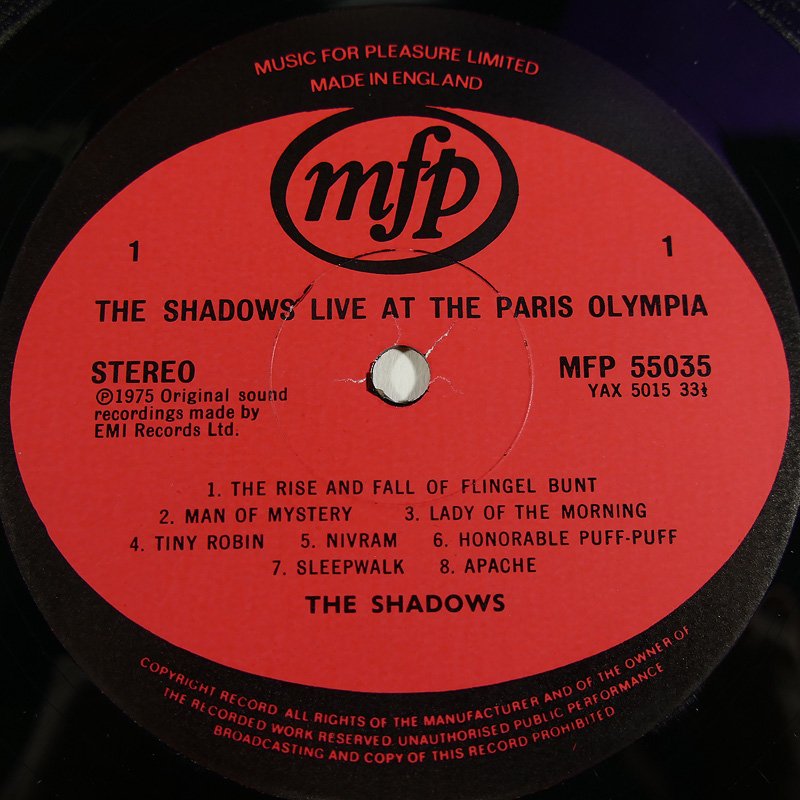 MUSIC FOR PLEASURE LIMITED
MADE IN ENGLAND
mfp
1 1
THE SHADOWS LIVE AT THE PARIS OLYMPIA
STEREO MFP 55035
℗1975 Original sound YAX 5015 33⅓
recordings made by
EMI Records Ltd.
1. THE RISE AND FALL OF FLINGEL BUNT
2. MAN OF MYSTERY 3. LADY OF THE MORNING
4. TINY ROBIN 5. NIVRAM 6. HONORABLE PUFF-PUFF
7. SLEEPWALK 8. APACHE
THE SHADOWS
COPYRIGHT RECORD ALL RIGHTS OF THE MANUFACTURER AND OF THE OWNER OF
THE RECORDED WORK RESERVED. UNAUTHORISED PUBLIC PERFORMANCE
BROADCASTING AND COPY OF THIS RECORD PROHIBITED